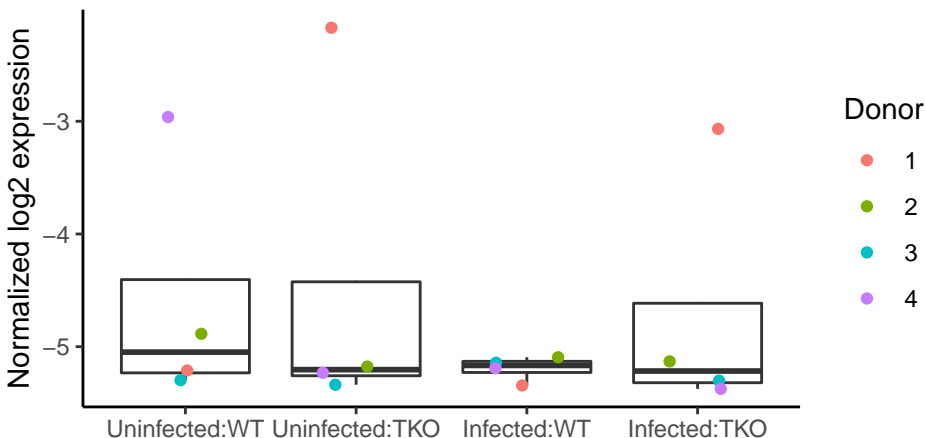 Normalized log2 expression
−3
−4
−5
Uninfected:WT
Uninfected:TKO
Infected:WT
Infected:TKO
Donor
1
2
3
4